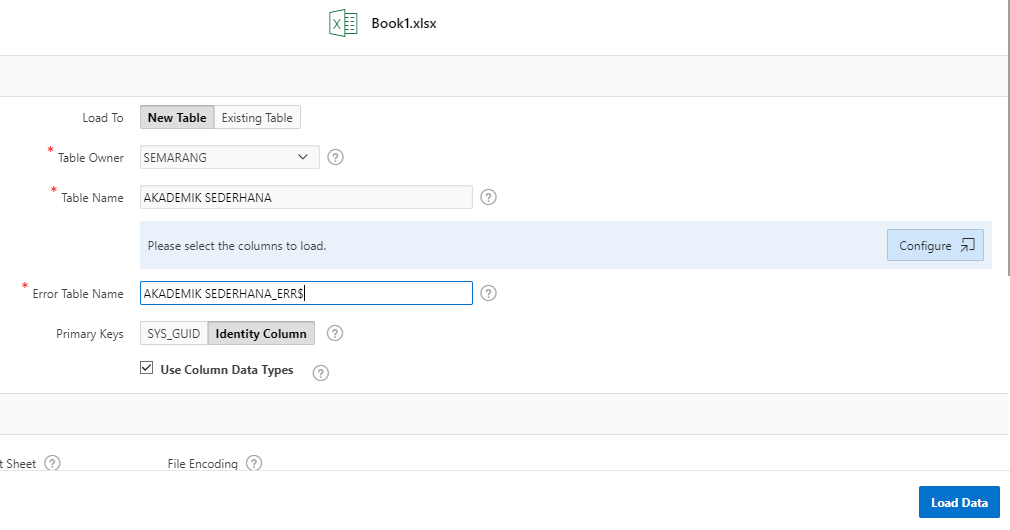 Book1.xlsx
Load To New Table Existing Table
* Table Owner SEMARANG
* Table Name AKADEMIK SEDERHANA
Please select the columns to load. Configure
* Error Table Name AKADEMIK SEDERHANA_ERR$
Primary Keys SYS_GUID Identity Column
Use Column Data Types
t Sheet File Encoding
Load Data